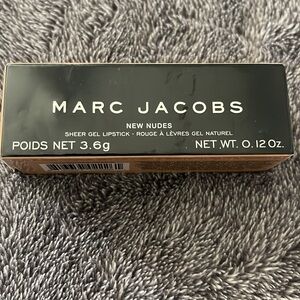 MARC JACOBS
NEW NUDES
SHEER GEL LIPSTICK · ROUGE À LÈVRES GEL NATUREL
POIDS NET 3.6g NET WT. 0.12 Oz.